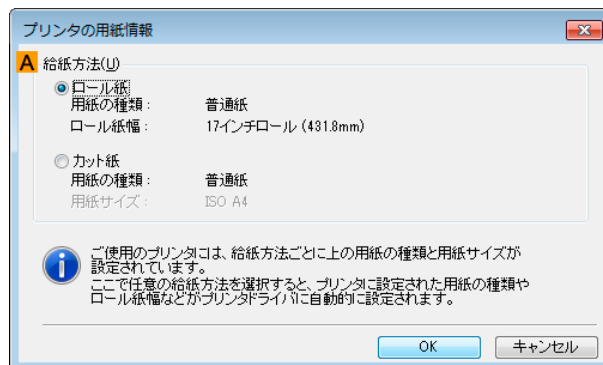 プリンタの用紙情報
A 給紙方法(U)
ロール紙
用紙の種類： 普通紙
ロール紙幅： 17インチロール (431.8mm)
カット紙
用紙の種類： 普通紙
用紙サイズ： ISO A4
ご使用のプリンタには、給紙方法ごとに上の用紙の種類と用紙サイズが
設定されています。
ここで任意の給紙方法を選択すると、プリンタに設定された用紙の種類や
ロール紙幅などがプリンタドライバに自動的に設定されます。
OK キャンセル